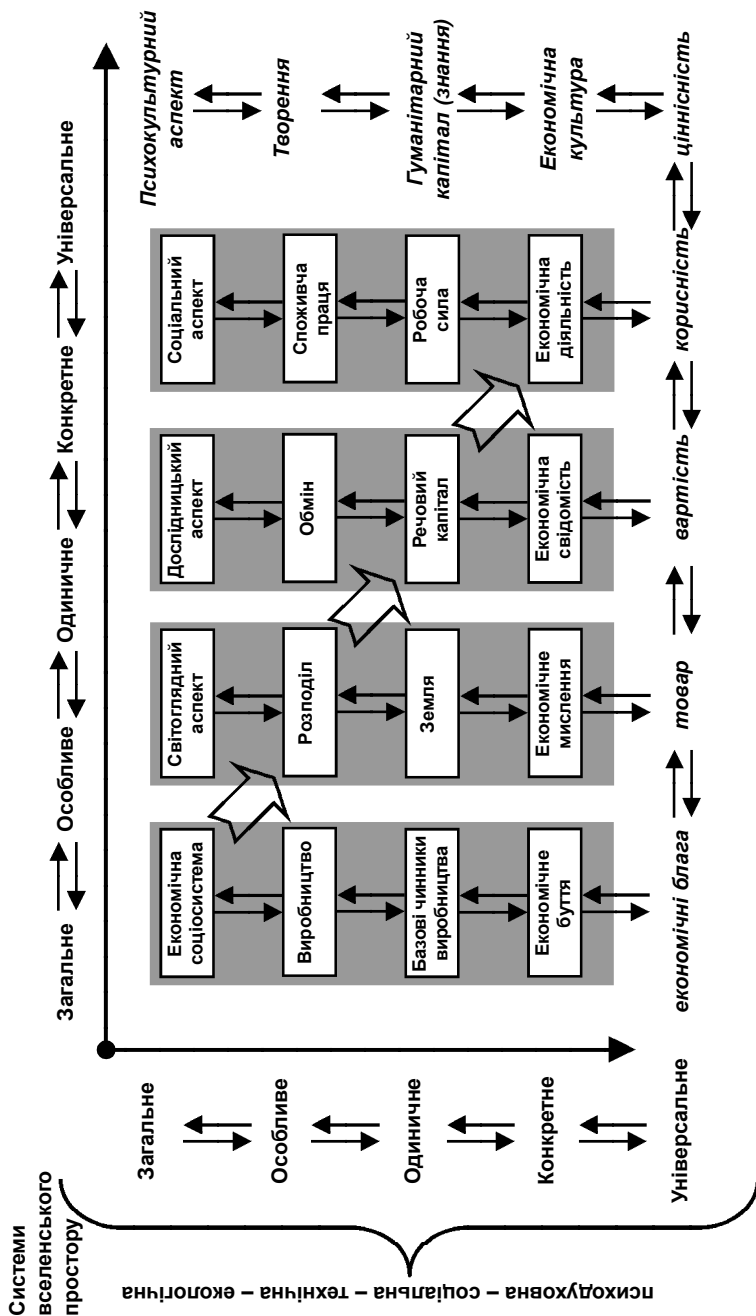 Системи
вселенського
простору
психодуховна – соціальна – технічна – екологічна
Загальне
Особливе
Одиничне
Конкретне
Універсальне
Загальне
Економічна
соціосистема
Світоглядний
аспект
Дослідницький
аспект
Соціальний
аспект
Психокультурний
аспект
Особливе
Виробництво
Розподіл
Обмін
Споживча
праця
Творення
Одиничне
Базові чинники
виробництва
Земля
Речовий
капітал
Робоча
сила
Гуманітарний
капітал (знання)
Конкретне
Економічне
буття
Економічне
мислення
Економічна
свідомість
Економічна
діяльність
Економічна
культура
Універсальне
економічні блага
товар
вартість
корисність
цінність